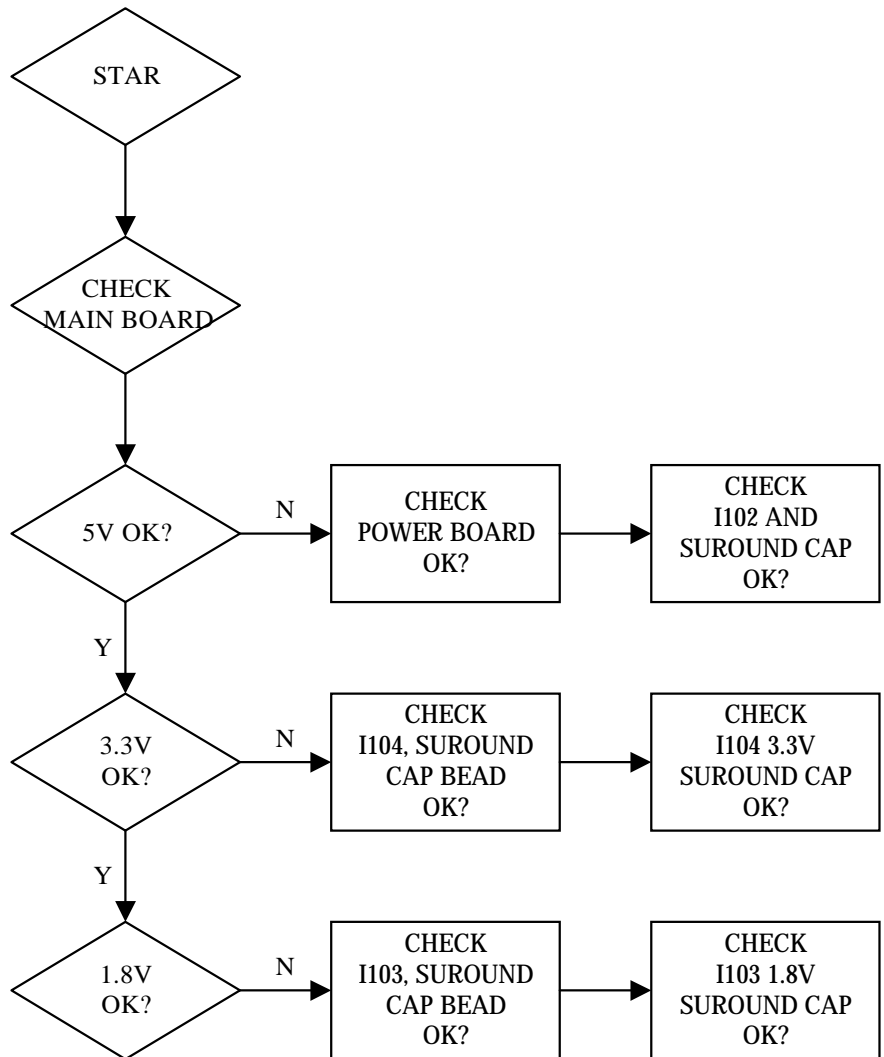 STAR
CHECK
MAIN BOARD
5V OK?
N
CHECK
POWER BOARD
OK?
CHECK
I102 AND
SUROUND CAP
OK?
Y
3.3V
OK?
N
CHECK
I104, SUROUND
CAP BEAD
OK?
CHECK
I104 3.3V
SUROUND CAP
OK?
Y
1.8V
OK?
N
CHECK
I103, SUROUND
CAP BEAD
OK?
CHECK
I103 1.8V
SUROUND CAP
OK?